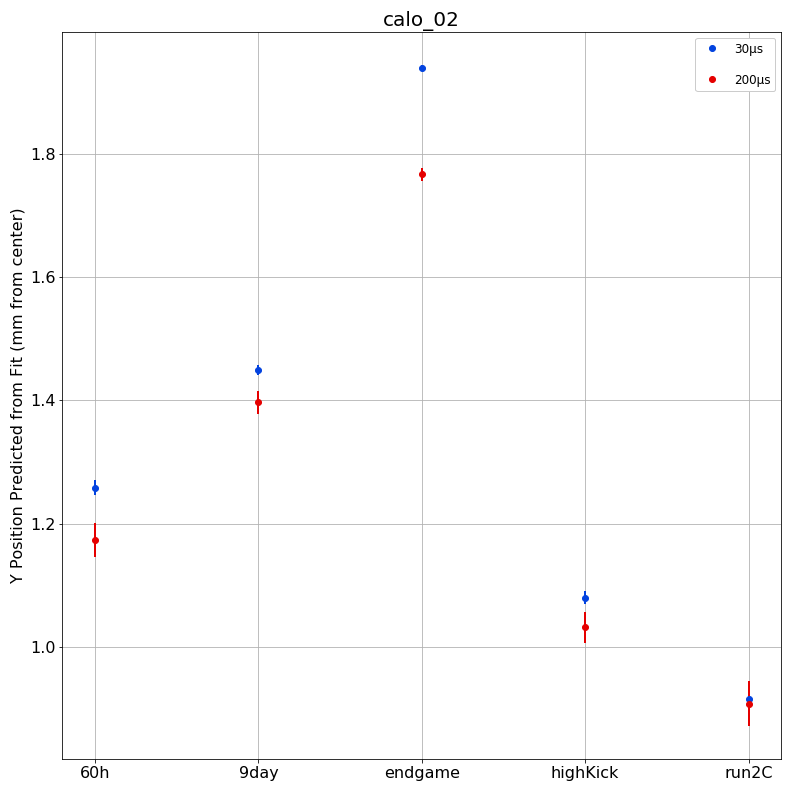 calo_02
30µs
200µs
Y Position Predicted from Fit (mm from center)
1.8
1.6
1.4
1.2
1.0
60h 9day endgame highKick run2C